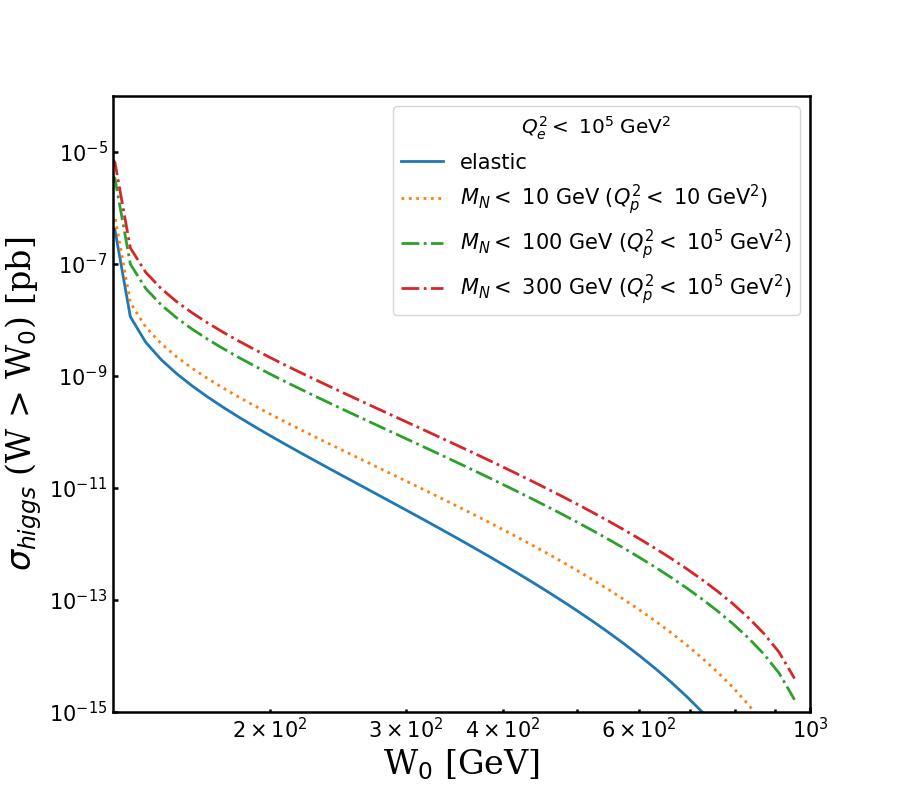 Q_e^2 < 10^5 GeV^2
elastic
M_N < 10 GeV (Q_p^2 < 10 GeV^2)
M_N < 100 GeV (Q_p^2 < 10^5 GeV^2)
M_N < 300 GeV (Q_p^2 < 10^5 GeV^2)
σ_higgs (W > W_0) [pb]
10^−5
10^−7
10^−9
10^−11
10^−13
10^−15
2 × 10^2 3 × 10^2 4 × 10^2 6 × 10^2 10^3
W_0 [GeV]